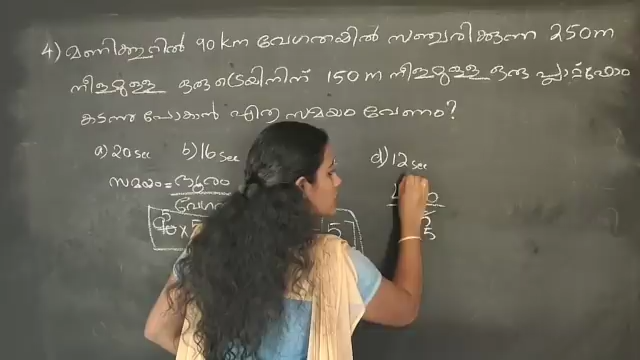 4) മണിക്കൂറിൽ 90 km വേഗതയിൽ സഞ്ചരിക്കുന്ന 250m
നീളമുള്ള ഒരു ട്രെയിനിന് 150 m നീളമുള്ള ഒരു പ്ലാറ്റ്ഫോം
കടന്നു പോകാൻ എത്ര സമയം വേണം?
a) 20 sec b) 16 sec d) 12 sec
സമയം = ദൂരം